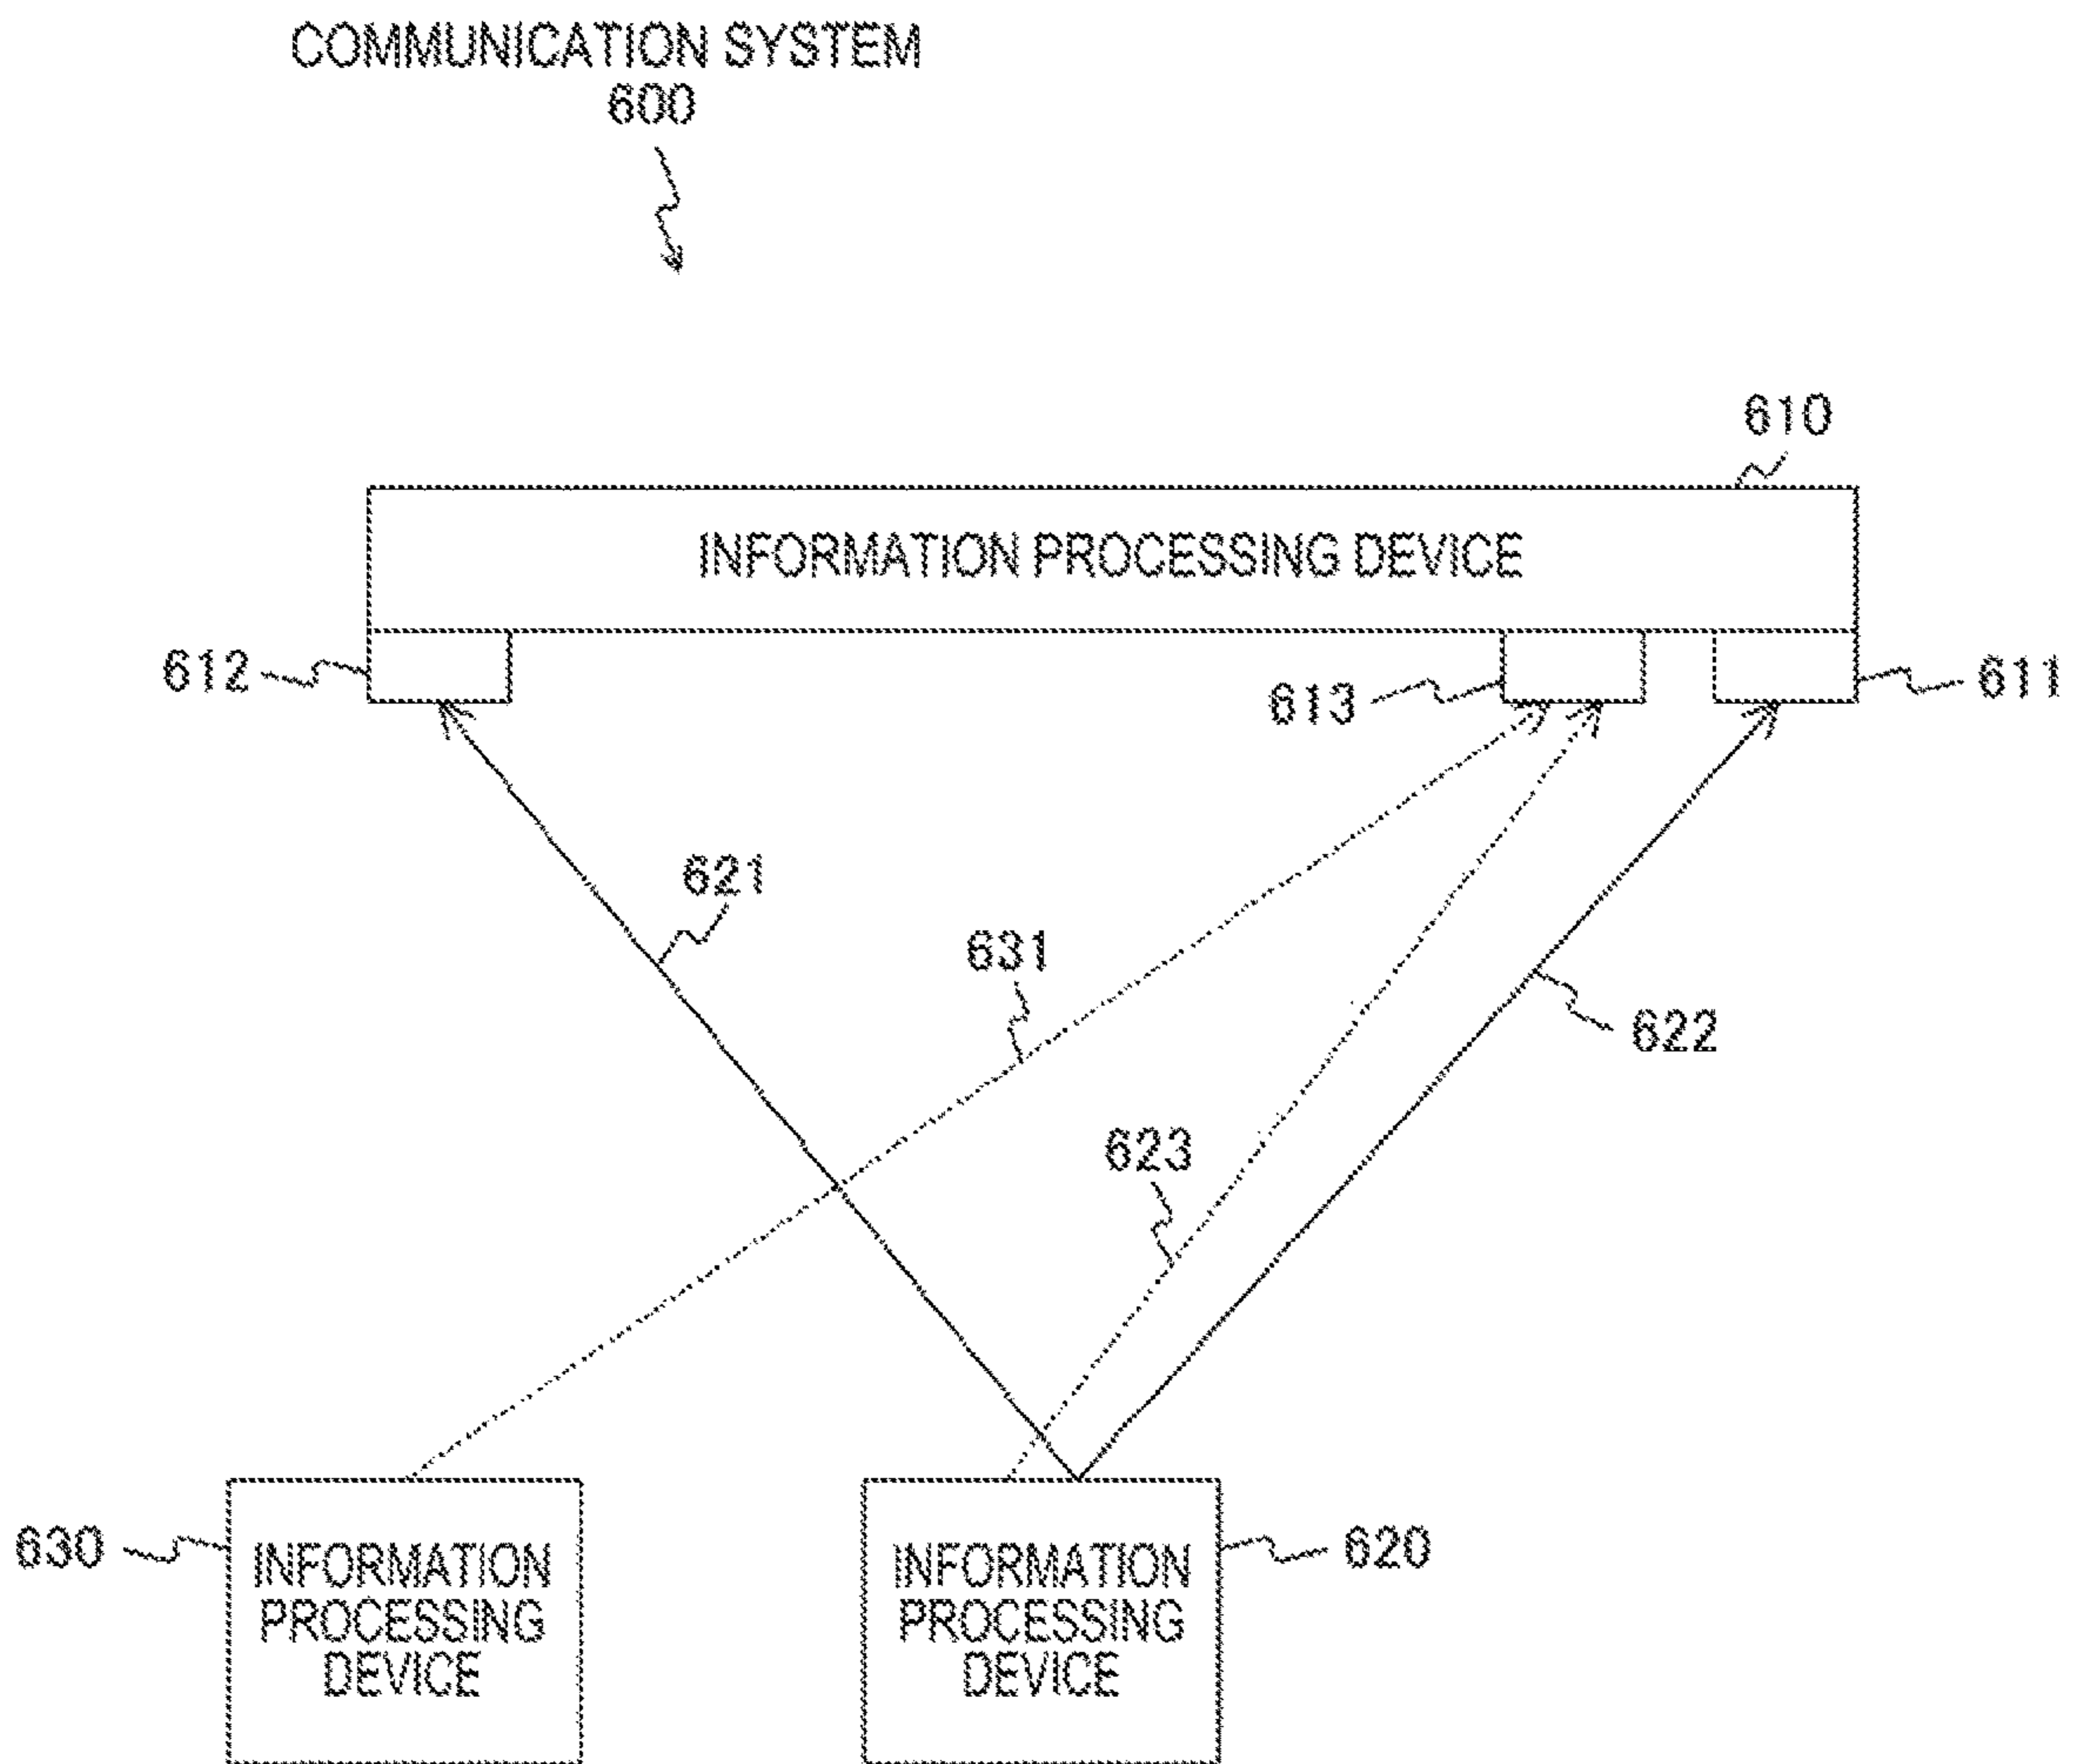 COMMUNICATION SYSTEM
600
610
INFORMATION PROCESSING DEVICE
612
613
611
621
631
622
623
630
INFORMATION
PROCESSING
DEVICE
INFORMATION
PROCESSING
DEVICE
620